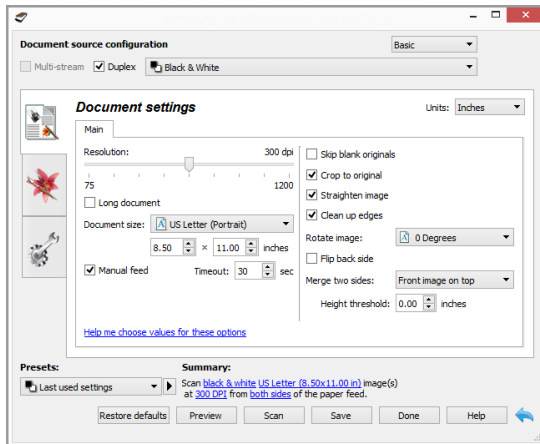 Document source configuration
Basic
Multi-stream
Duplex
Black & White
Document settings
Units: Inches
Main
Resolution: 300 dpi
75 1200
Long document
Document size: US Letter (Portrait)
8.50 × 11.00 inches
Manual feed Timeout: 30 sec
Help me choose values for these options
Skip blank originals
Crop to original
Straighten image
Clean up edges
Rotate image: 0 Degrees
Flip back side
Merge two sides: Front image on top
Height threshold: 0.00 inches
Presets:
Last used settings
Summary:
Scan black & white US Letter (8.50x11.00 in) image(s)
at 300 DPI from both sides of the paper feed.
Restore defaults Preview Scan Save Done Help